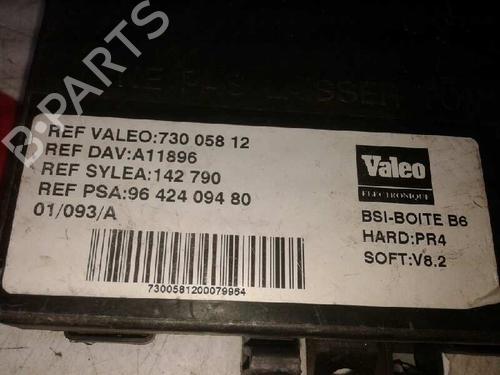 B-PARTS
REF VALEO:730 058 12
REF DAV:A11896
REF SYLEA:142 790
REF PSA:96 424 094 80
01/093/A
7300581200079954
Valeo
ELECTRONIQUE
BSI-BOITE B6
HARD:PR4
SOFT:V8.2